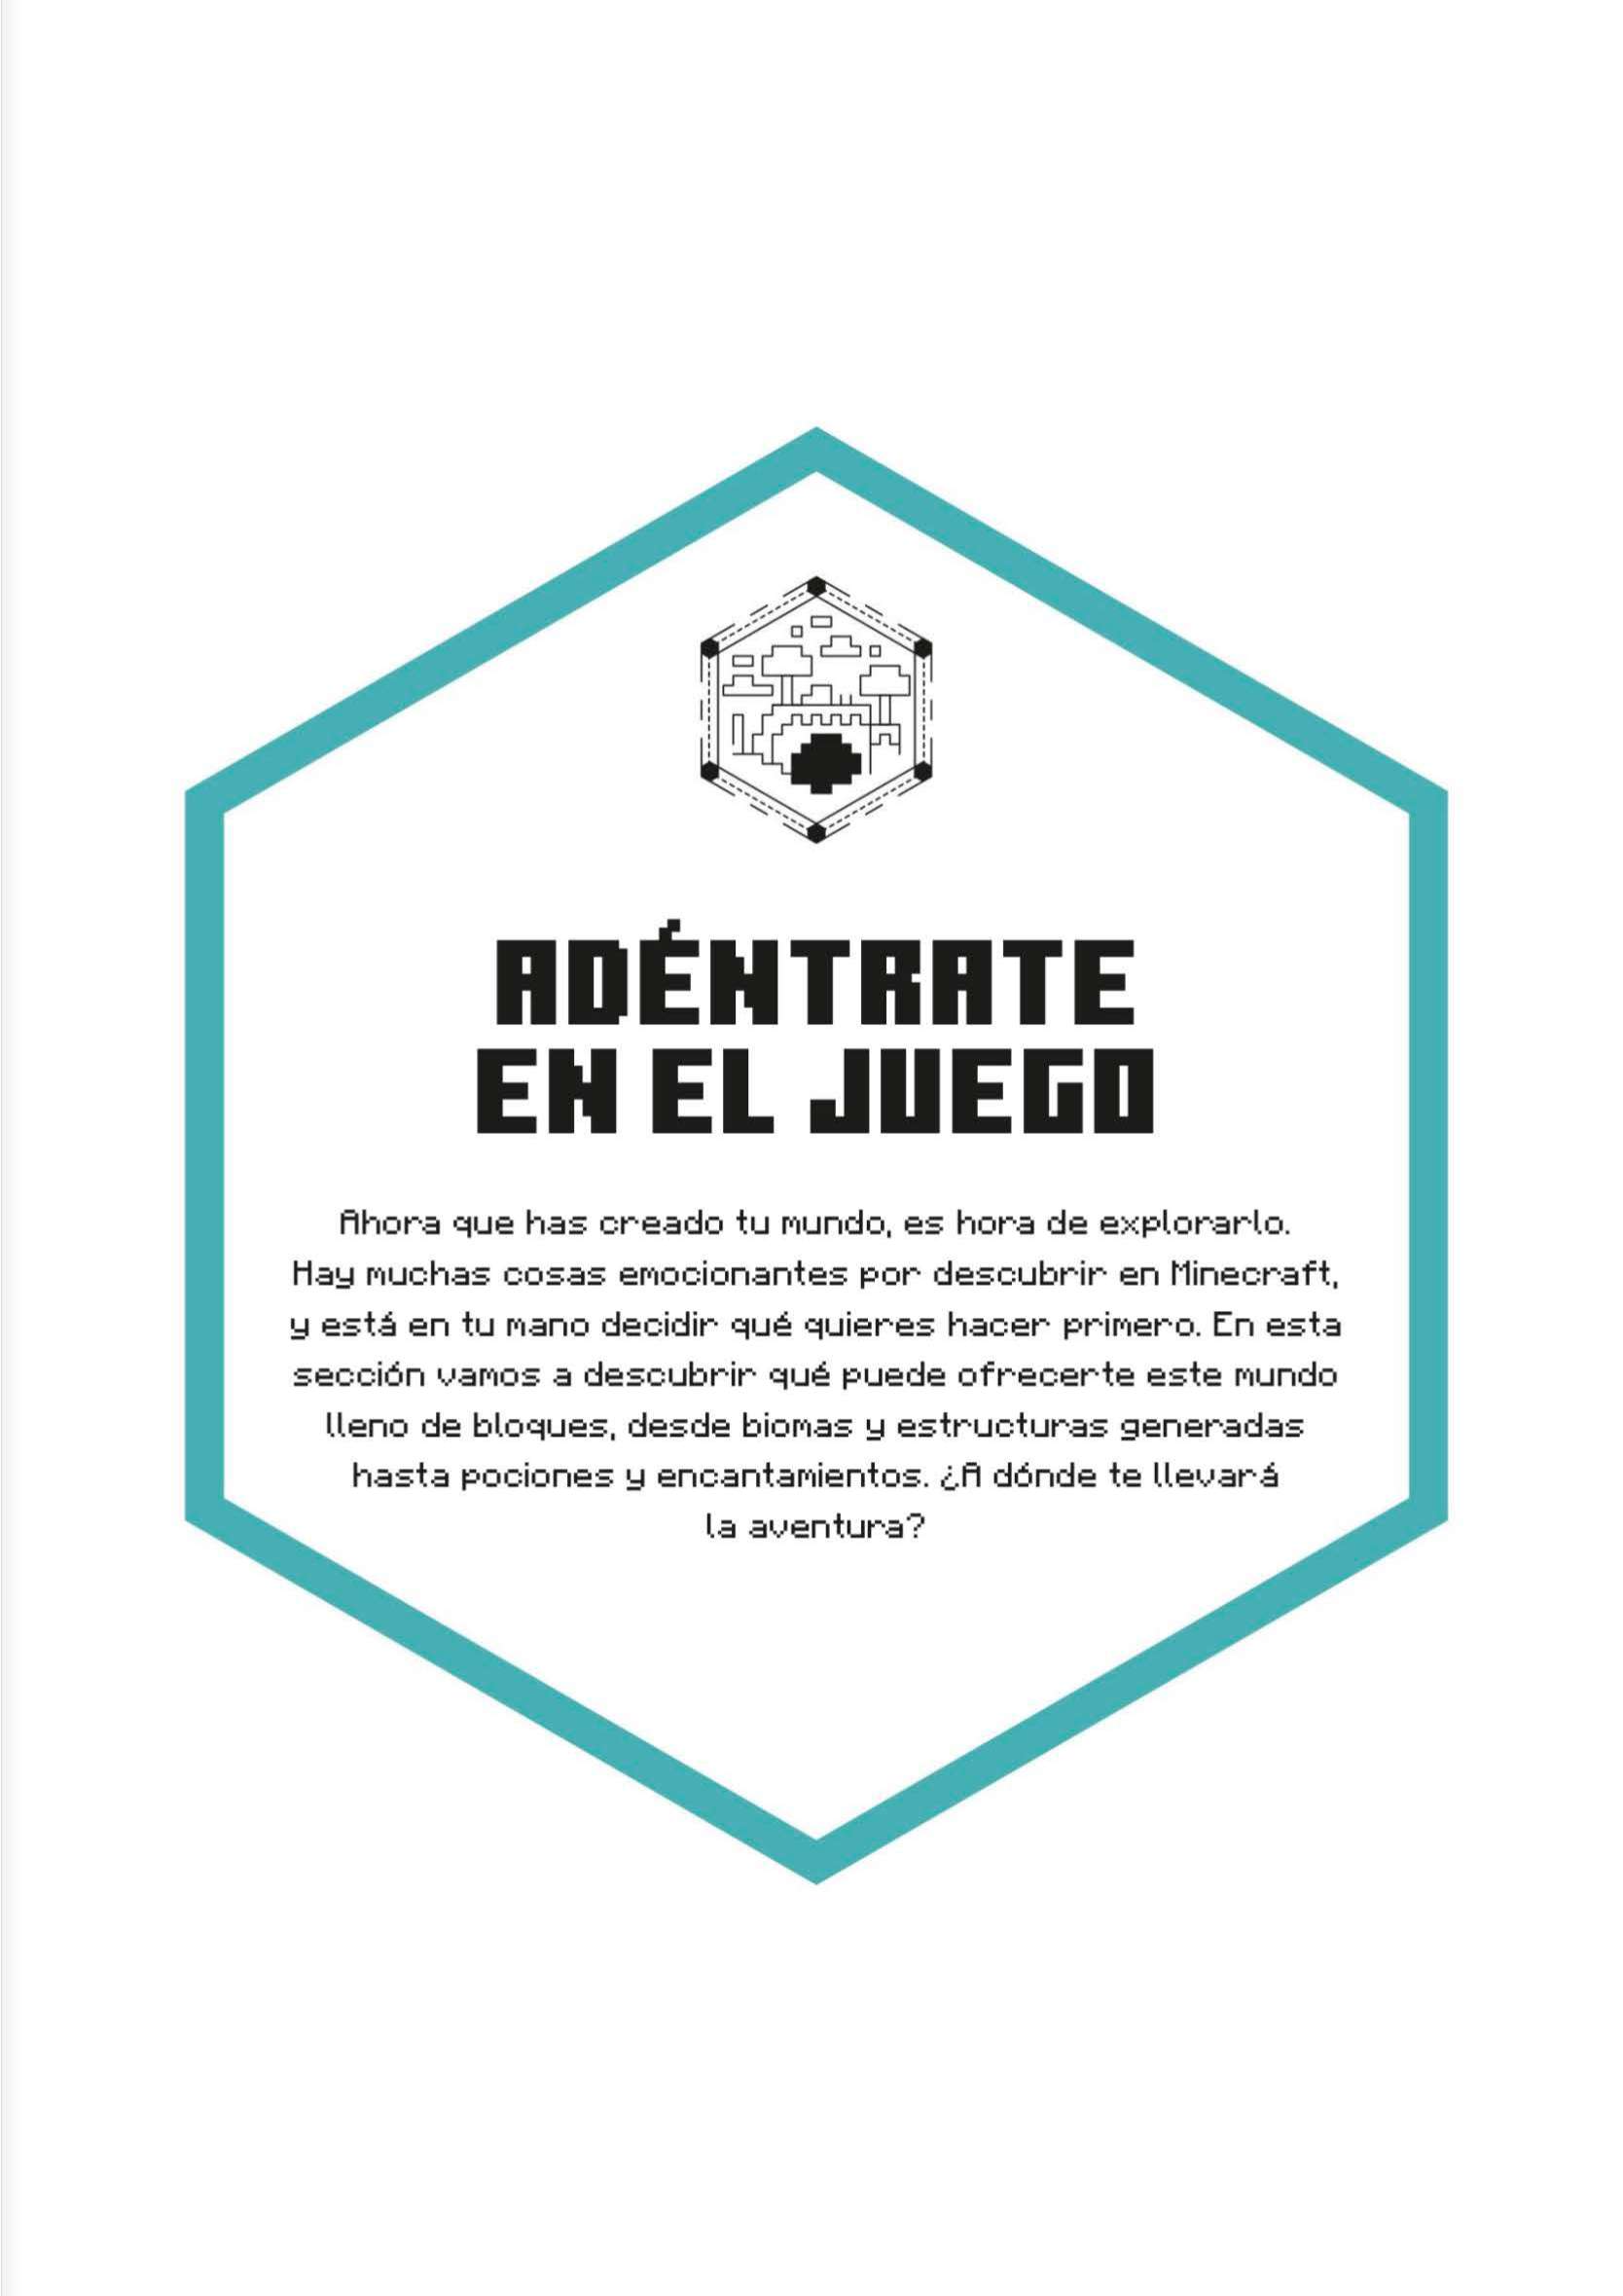 ADÉNTRATE
EN EL JUEGO
Ahora que has creado tu mundo, es hora de explorarlo.
Hay muchas cosas emocionantes por descubrir en Minecraft,
y está en tu mano decidir qué quieres hacer primero. En esta
sección vamos a descubrir qué puede ofrecerte este mundo
lleno de bloques, desde biomas y estructuras generadas
hasta pociones y encantamientos. ¿A dónde te llevará
la aventura?